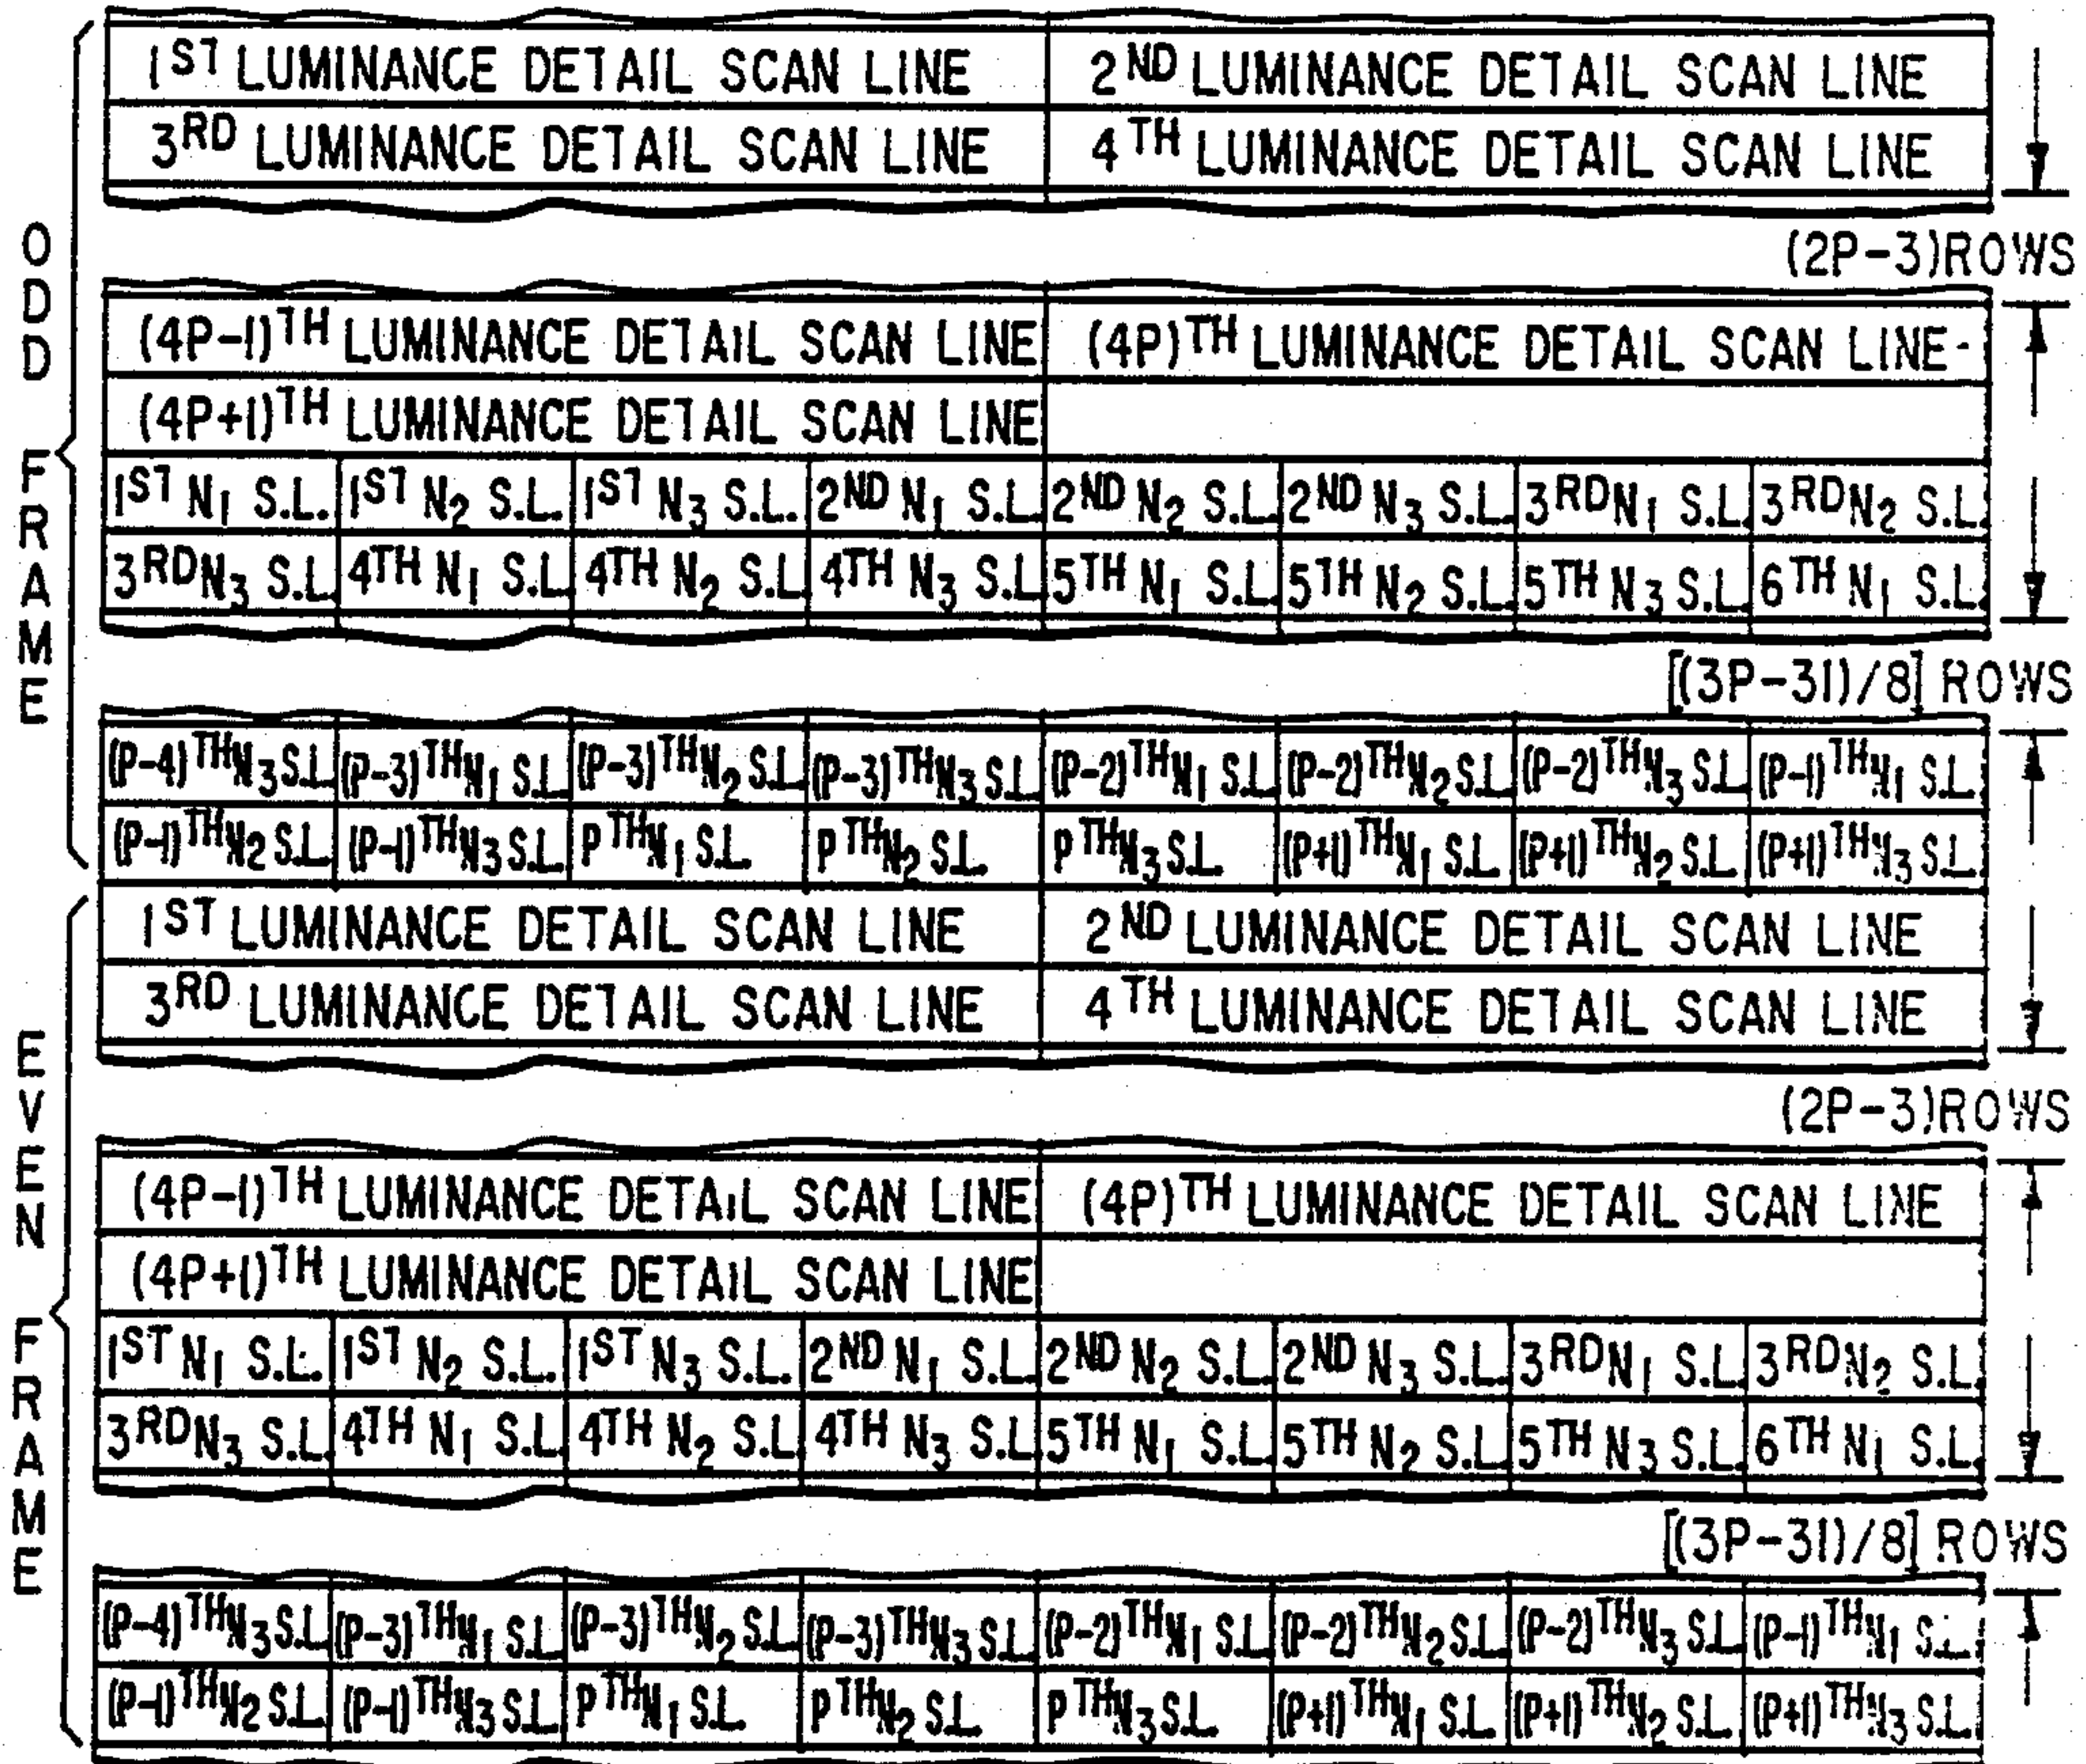 ODD FRAME
1ST LUMINANCE DETAIL SCAN LINE 2ND LUMINANCE DETAIL SCAN LINE
3RD LUMINANCE DETAIL SCAN LINE 4TH LUMINANCE DETAIL SCAN LINE
(2P-3)ROWS
(4P-1)TH LUMINANCE DETAIL SCAN LINE (4P)TH LUMINANCE DETAIL SCAN LINE-
(4P+1)TH LUMINANCE DETAIL SCAN LINE
1ST N1 S.L. 1ST N2 S.L. 1ST N3 S.L. 2ND N1 S.L. 2ND N2 S.L. 2ND N3 S.L. 3RD N1 S.L. 3RD N2 S.L.
3RD N3 S.L. 4TH N1 S.L. 4TH N2 S.L. 4TH N3 S.L. 5TH N1 S.L. 5TH N2 S.L. 5TH N3 S.L. 6TH N1 S.L.
[(3P-31)/8] ROWS
(P-4)TH N3 S.L. (P-3)TH N1 S.L. (P-3)TH N2 S.L. (P-3)TH N3 S.L. (P-2)TH N1 S.L. (P-2)TH N2 S.L. (P-2)TH N3 S.L. (P-1)TH N1 S.L.
(P-1)TH N2 S.L. (P-1)TH N3 S.L. P TH N1 S.L. P TH N2 S.L. P TH N3 S.L. (P+1)TH N1 S.L. (P+1)TH N2 S.L. (P+1)TH N3 S.L.
EVEN FRAME
1ST LUMINANCE DETAIL SCAN LINE 2ND LUMINANCE DETAIL SCAN LINE
3RD LUMINANCE DETAIL SCAN LINE 4TH LUMINANCE DETAIL SCAN LINE
(2P-3)ROWS
(4P-1)TH LUMINANCE DETAIL SCAN LINE (4P)TH LUMINANCE DETAIL SCAN LINE
(4P+1)TH LUMINANCE DETAIL SCAN LINE
1ST N1 S.L. 1ST N2 S.L. 1ST N3 S.L. 2ND N1 S.L. 2ND N2 S.L. 2ND N3 S.L. 3RD N1 S.L. 3RD N2 S.L.
3RD N3 S.L. 4TH N1 S.L. 4TH N2 S.L. 4TH N3 S.L. 5TH N1 S.L. 5TH N2 S.L. 5TH N3 S.L. 6TH N1 S.L.
[(3P-31)/8] ROWS
(P-4)TH N3 S.L. (P-3)TH N1 S.L. (P-3)TH N2 S.L. (P-3)TH N3 S.L. (P-2)TH N1 S.L. (P-2)TH N2 S.L. (P-2)TH N3 S.L. (P-1)TH N1 S.L.
(P-1)TH N2 S.L. (P-1)TH N3 S.L. P TH N1 S.L. P TH N2 S.L. P TH N3 S.L. (P+1)TH N1 S.L. (P+1)TH N2 S.L. (P+1)TH N3 S.L.